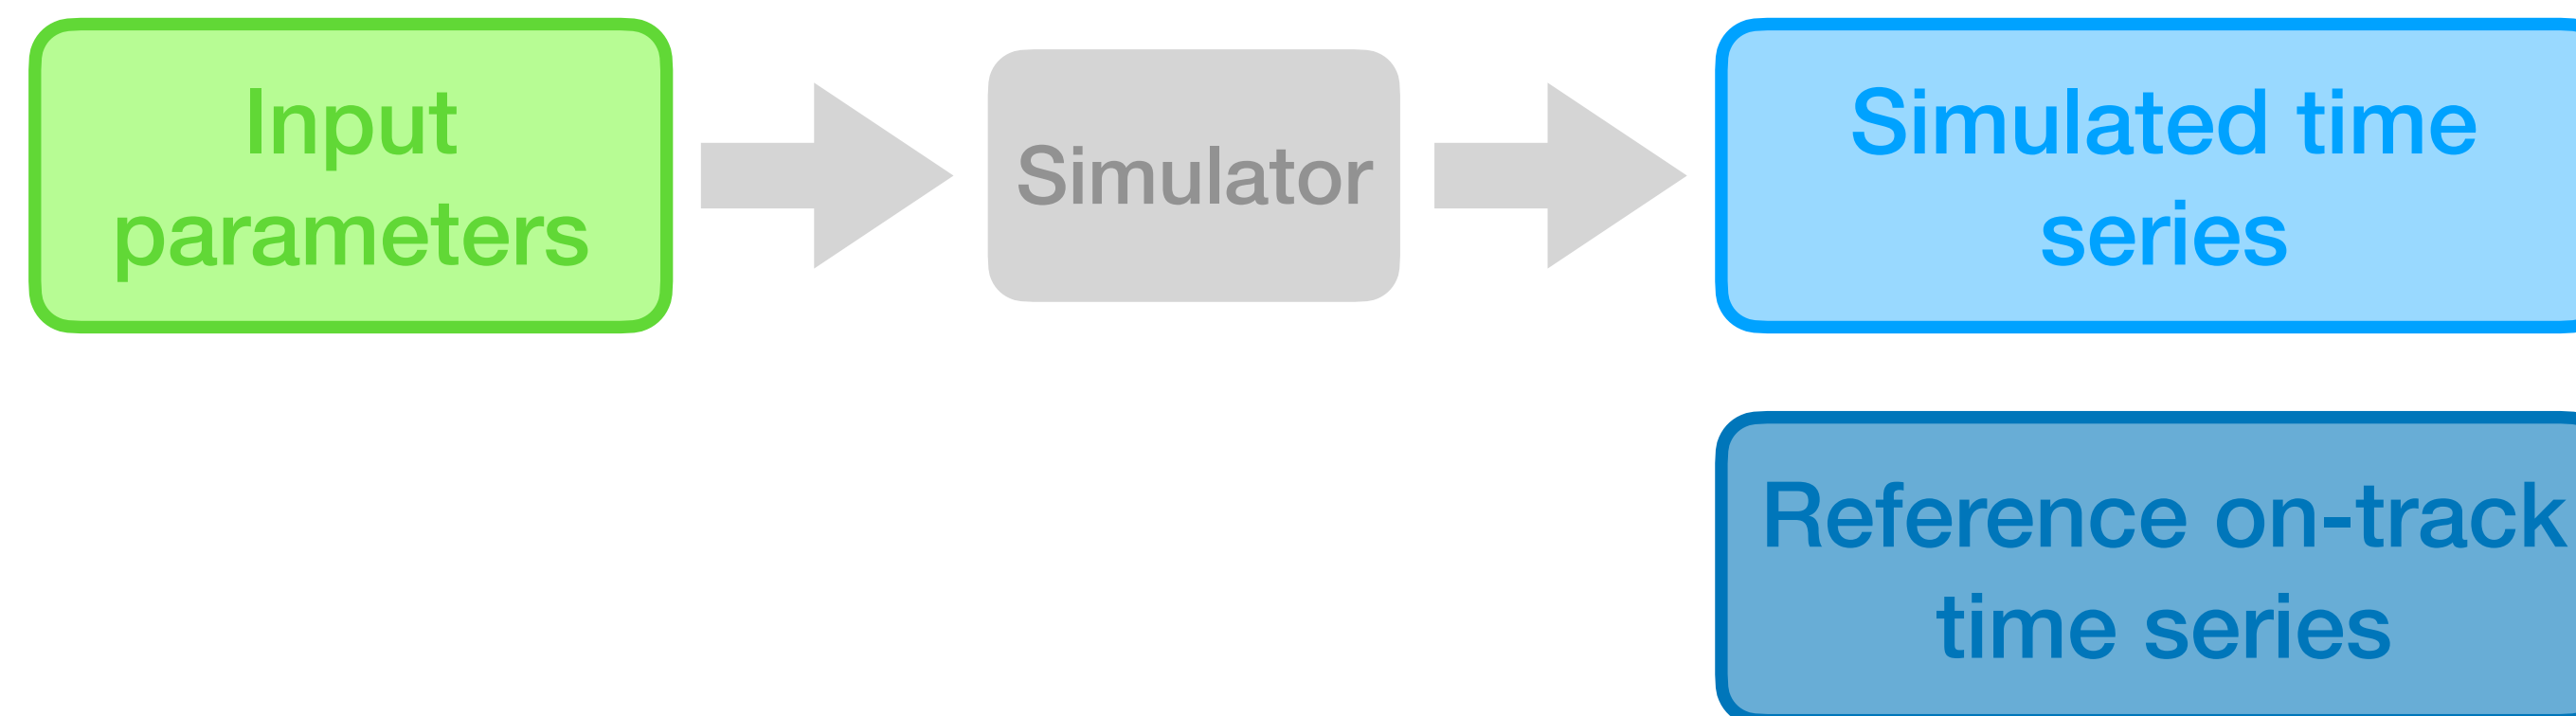 Input
parameters
Simulator
Simulated time
series
Reference on-track
time series